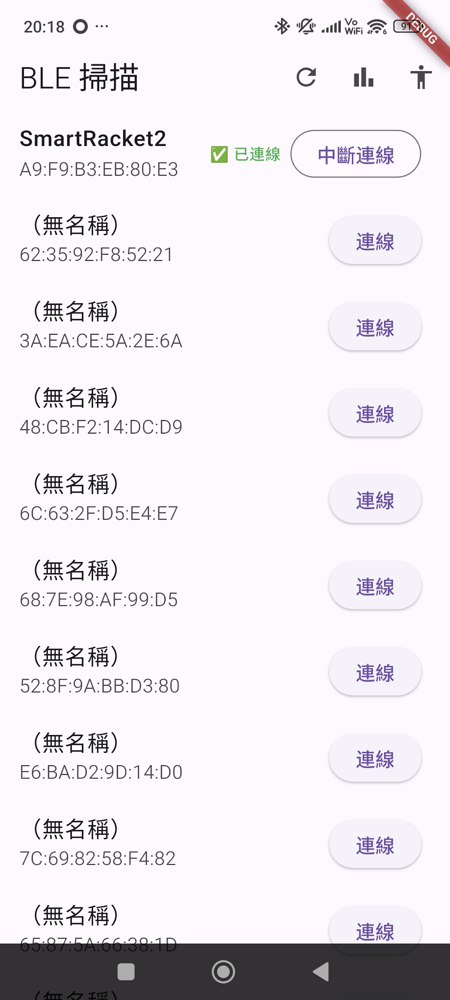 20:18
Vo
WiFi
6
91
DEBUG
BLE 掃描
SmartRacket2
A9:F9:B3:EB:80:E3
已連線
中斷連線
（無名稱）
62:35:92:F8:52:21
連線
（無名稱）
3A:EA:CE:5A:2E:6A
連線
（無名稱）
48:CB:F2:14:DC:D9
連線
（無名稱）
6C:63:2F:D5:E4:E7
連線
（無名稱）
68:7E:98:AF:99:D5
連線
（無名稱）
52:8F:9A:BB:D3:80
連線
（無名稱）
E6:BA:D2:9D:14:D0
連線
（無名稱）
7C:69:82:58:F4:82
連線
（無名稱）
65:87:5A:66:38:1D
連線
（無名稱）